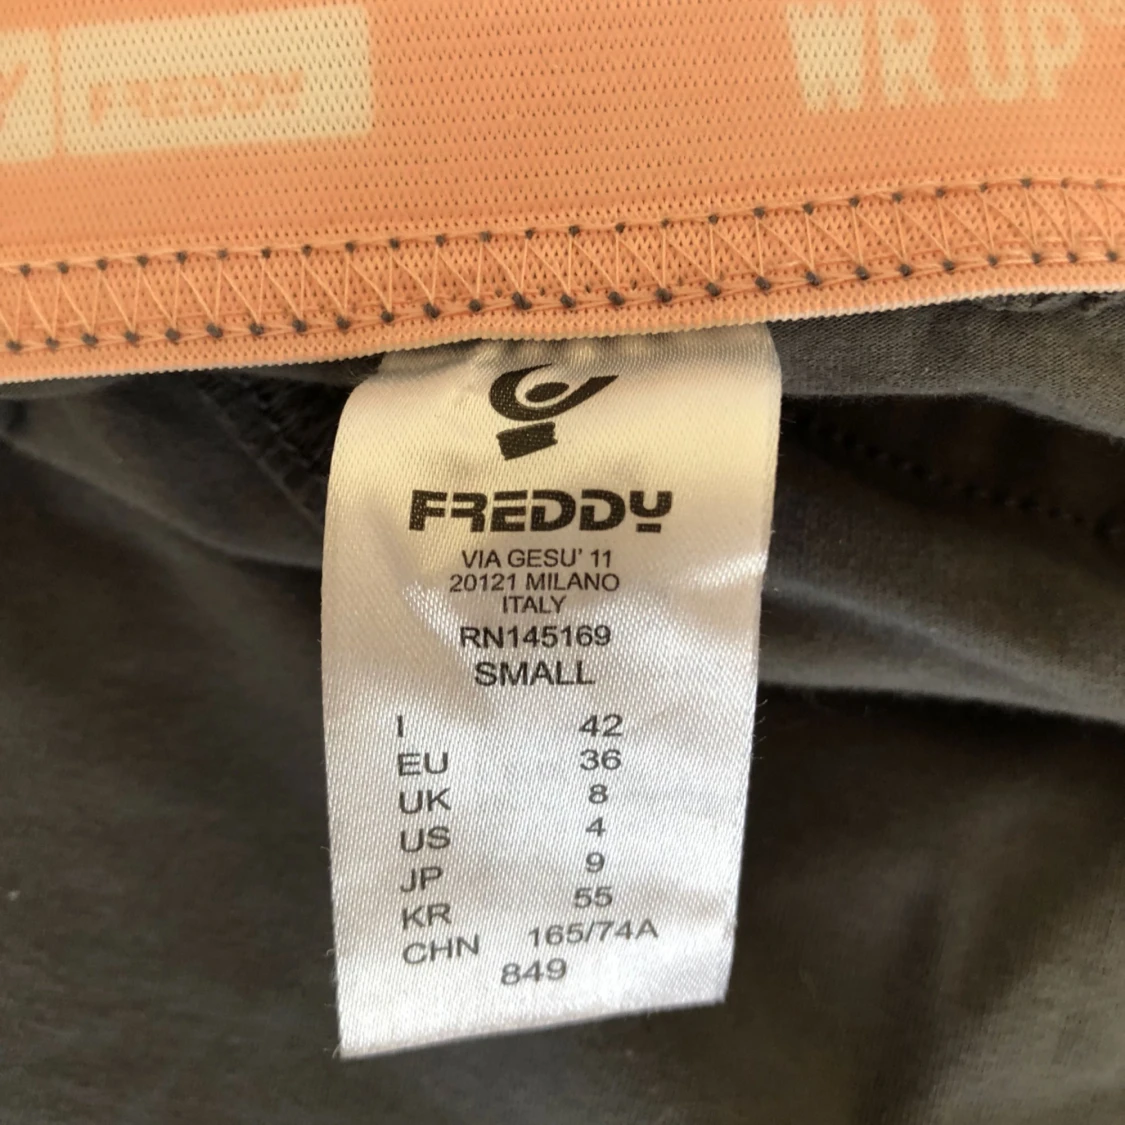 FREDDY
WR.UP
FREDDY
VIA GESU' 11
20121 MILANO
ITALY
RN145169
SMALL
I 42
EU 36
UK 8
US 4
JP 9
KR 55
CHN 165/74A
849